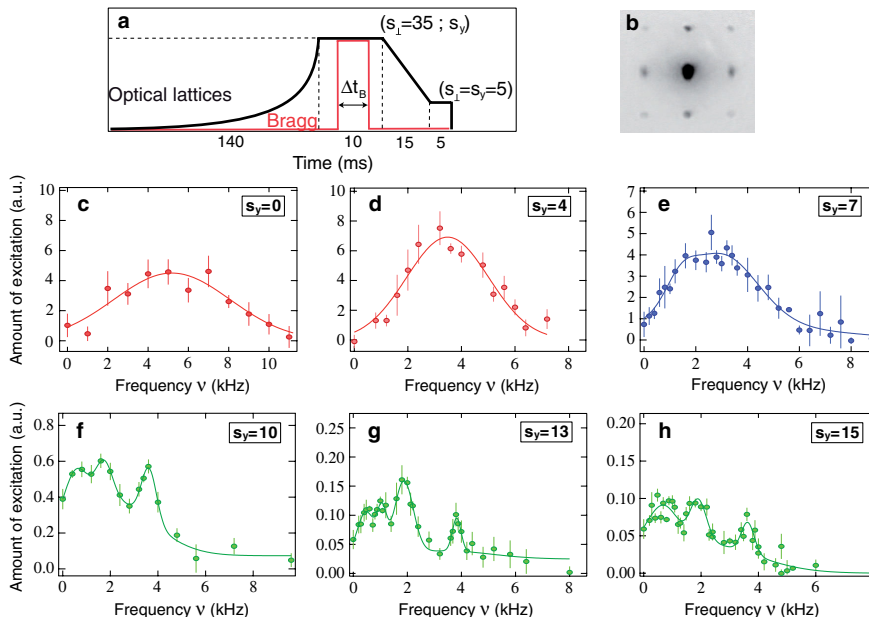 a
(s⊥=35 ; sy)
Optical lattices
ΔtB
(s⊥=sy=5)
Bragg
140
10
15
5
Time (ms)
b
Amount of excitation (a.u.)
c
sy=0
10
8
6
4
2
0
0 2 4 6 8 10
Frequency ν (kHz)
d
sy=4
10
8
6
4
2
0
0 2 4 6 8
Frequency ν (kHz)
e
sy=7
7
6
5
4
3
2
1
0
0 2 4 6 8
Frequency ν (kHz)
Amount of excitation (a.u.)
f
sy=10
0.8
0.6
0.4
0.2
0.0
0 2 4 6 8
Frequency ν (kHz)
g
sy=13
0.25
0.20
0.15
0.10
0.05
0.00
0 2 4 6 8
Frequency ν (kHz)
h
sy=15
0.20
0.15
0.10
0.05
0.00
0 2 4 6
Frequency ν (kHz)